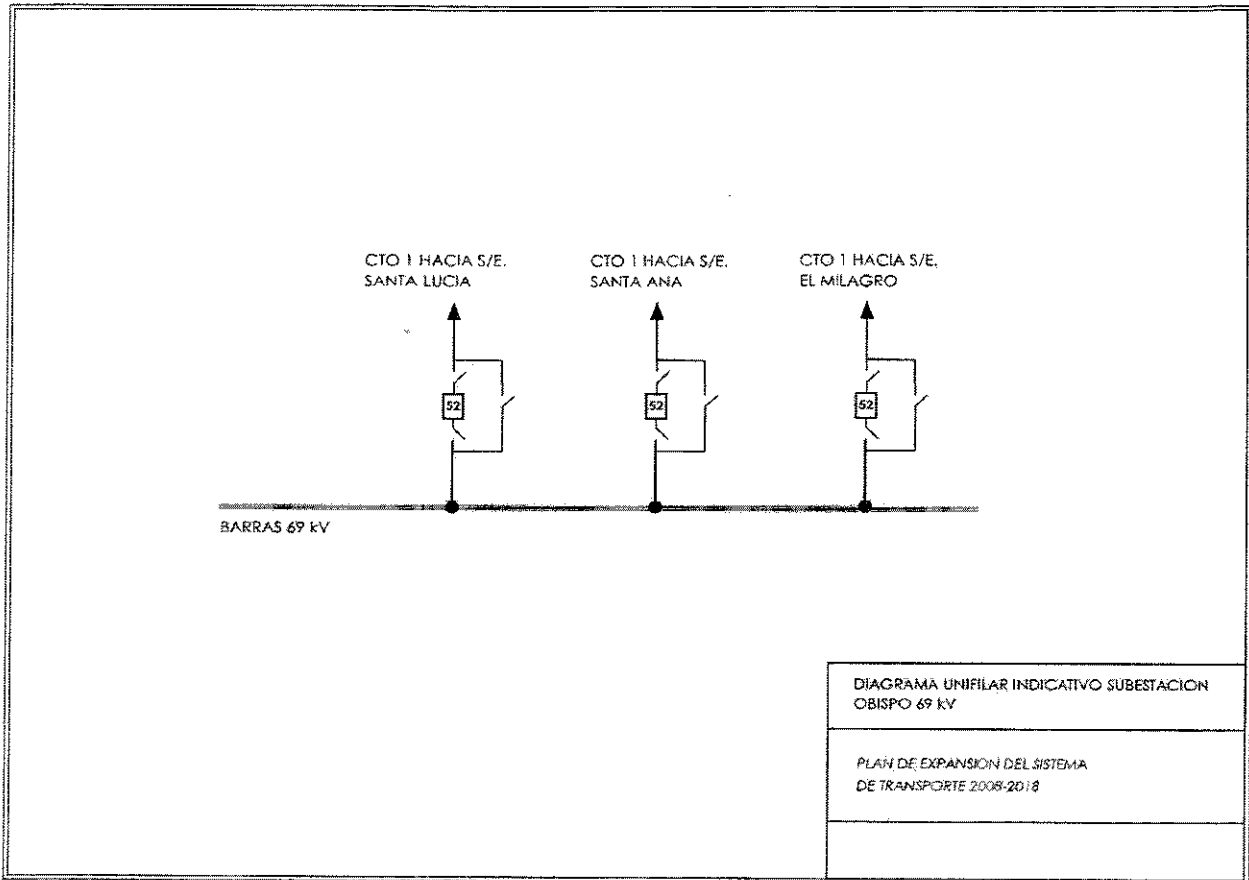 CTO 1 HACIA S/E.
SANTA LUCIA
CTO 1 HACIA S/E.
SANTA ANA
CTO 1 HACIA S/E.
EL MILAGRO
52
52
52
BARRAS 69 kV
DIAGRAMA UNIFILAR INDICATIVO SUBESTACION
OBISPO 69 kV
PLAN DE EXPANSION DEL SISTEMA
DE TRANSPORTE 2008-2018